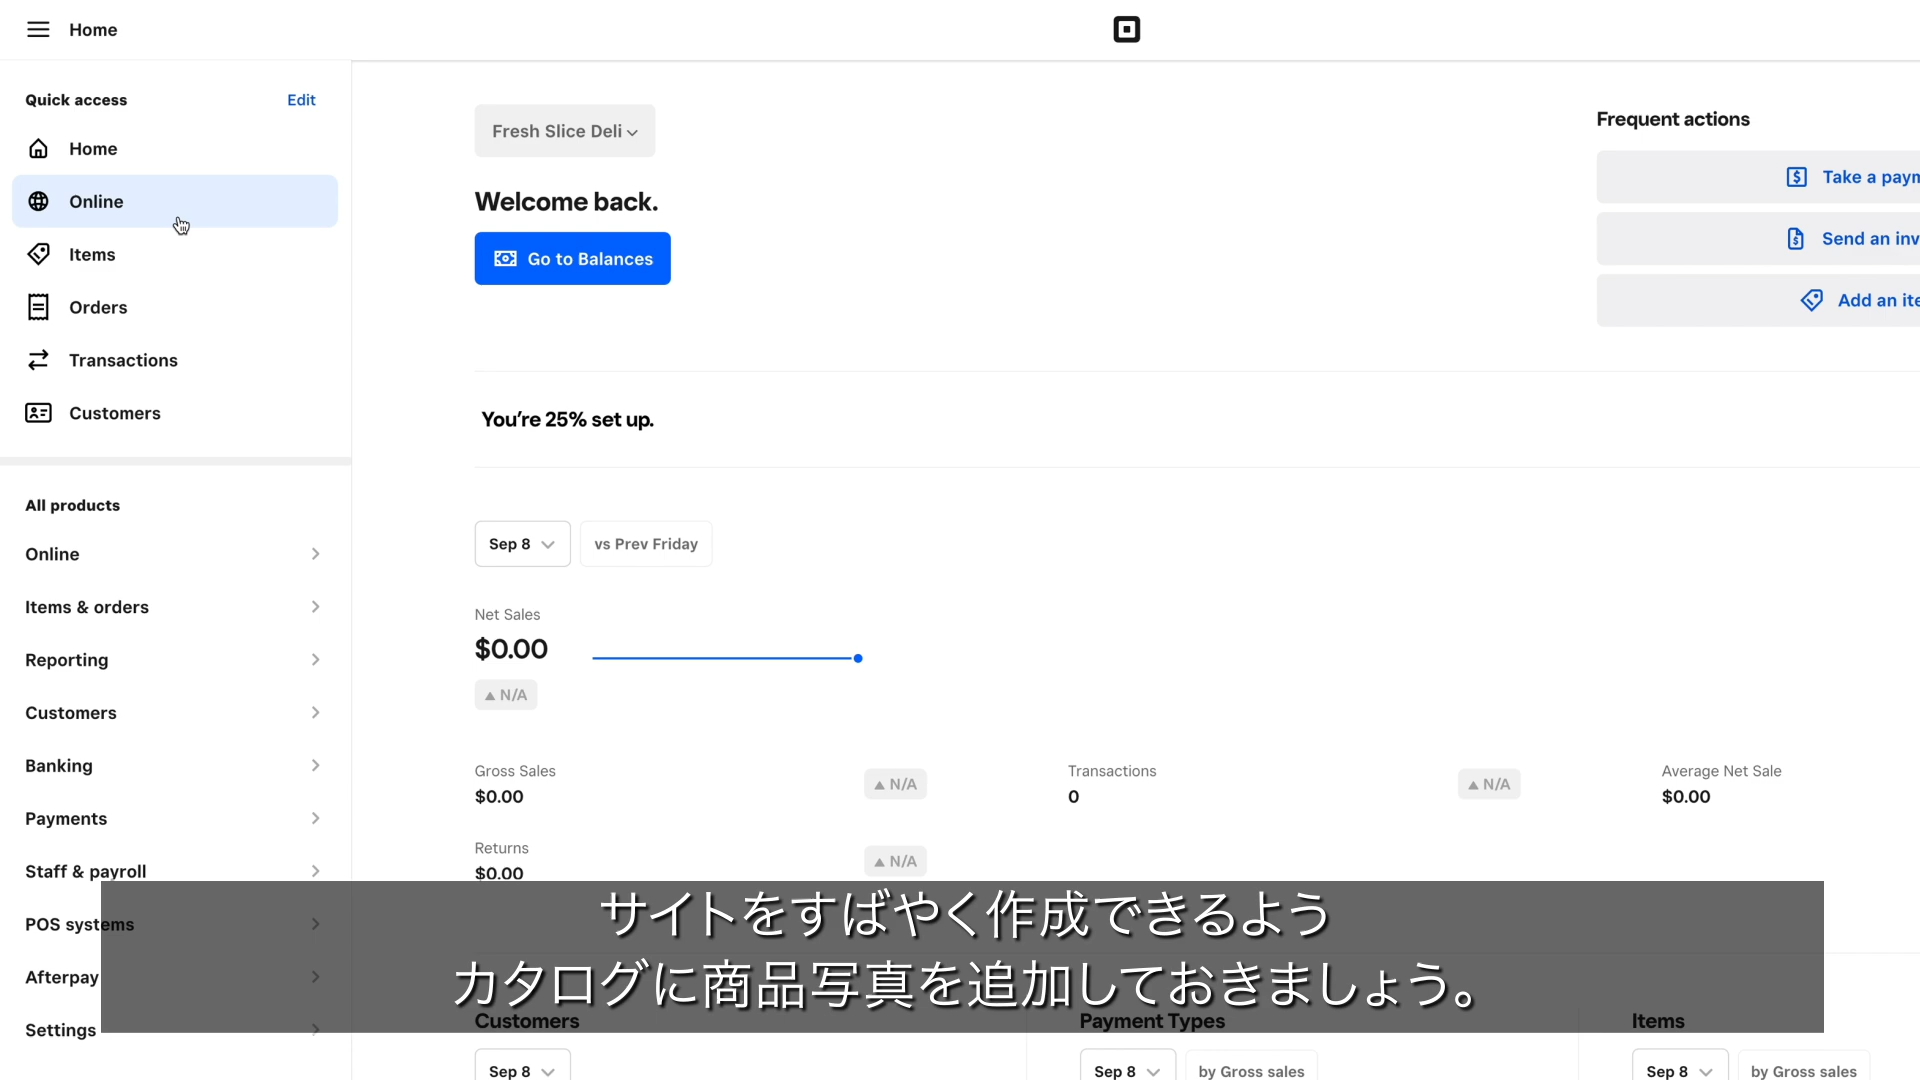 Home
Quick access
Edit
Home
Online
Items
Orders
Transactions
Customers
All products
Online
Items & orders
Reporting
Customers
Banking
Payments
Staff & payroll
POS systems
Afterpay
Settings
Fresh Slice Deli
Welcome back.
Go to Balances
Frequent actions
Take a paym
Send an inv
Add an ite
You're 25% set up.
Sep 8
vs Prev Friday
Net Sales
$0.00
N/A
Gross Sales
$0.00
N/A
Transactions
0
N/A
Average Net Sale
$0.00
Returns
$0.00
N/A
サイトをすばやく作成できるよう
カタログに商品写真を追加しておきましょう。
Customers
Payment Types
Items
Sep 8
Sep 8
by Gross sales
Sep 8
by Gross sales